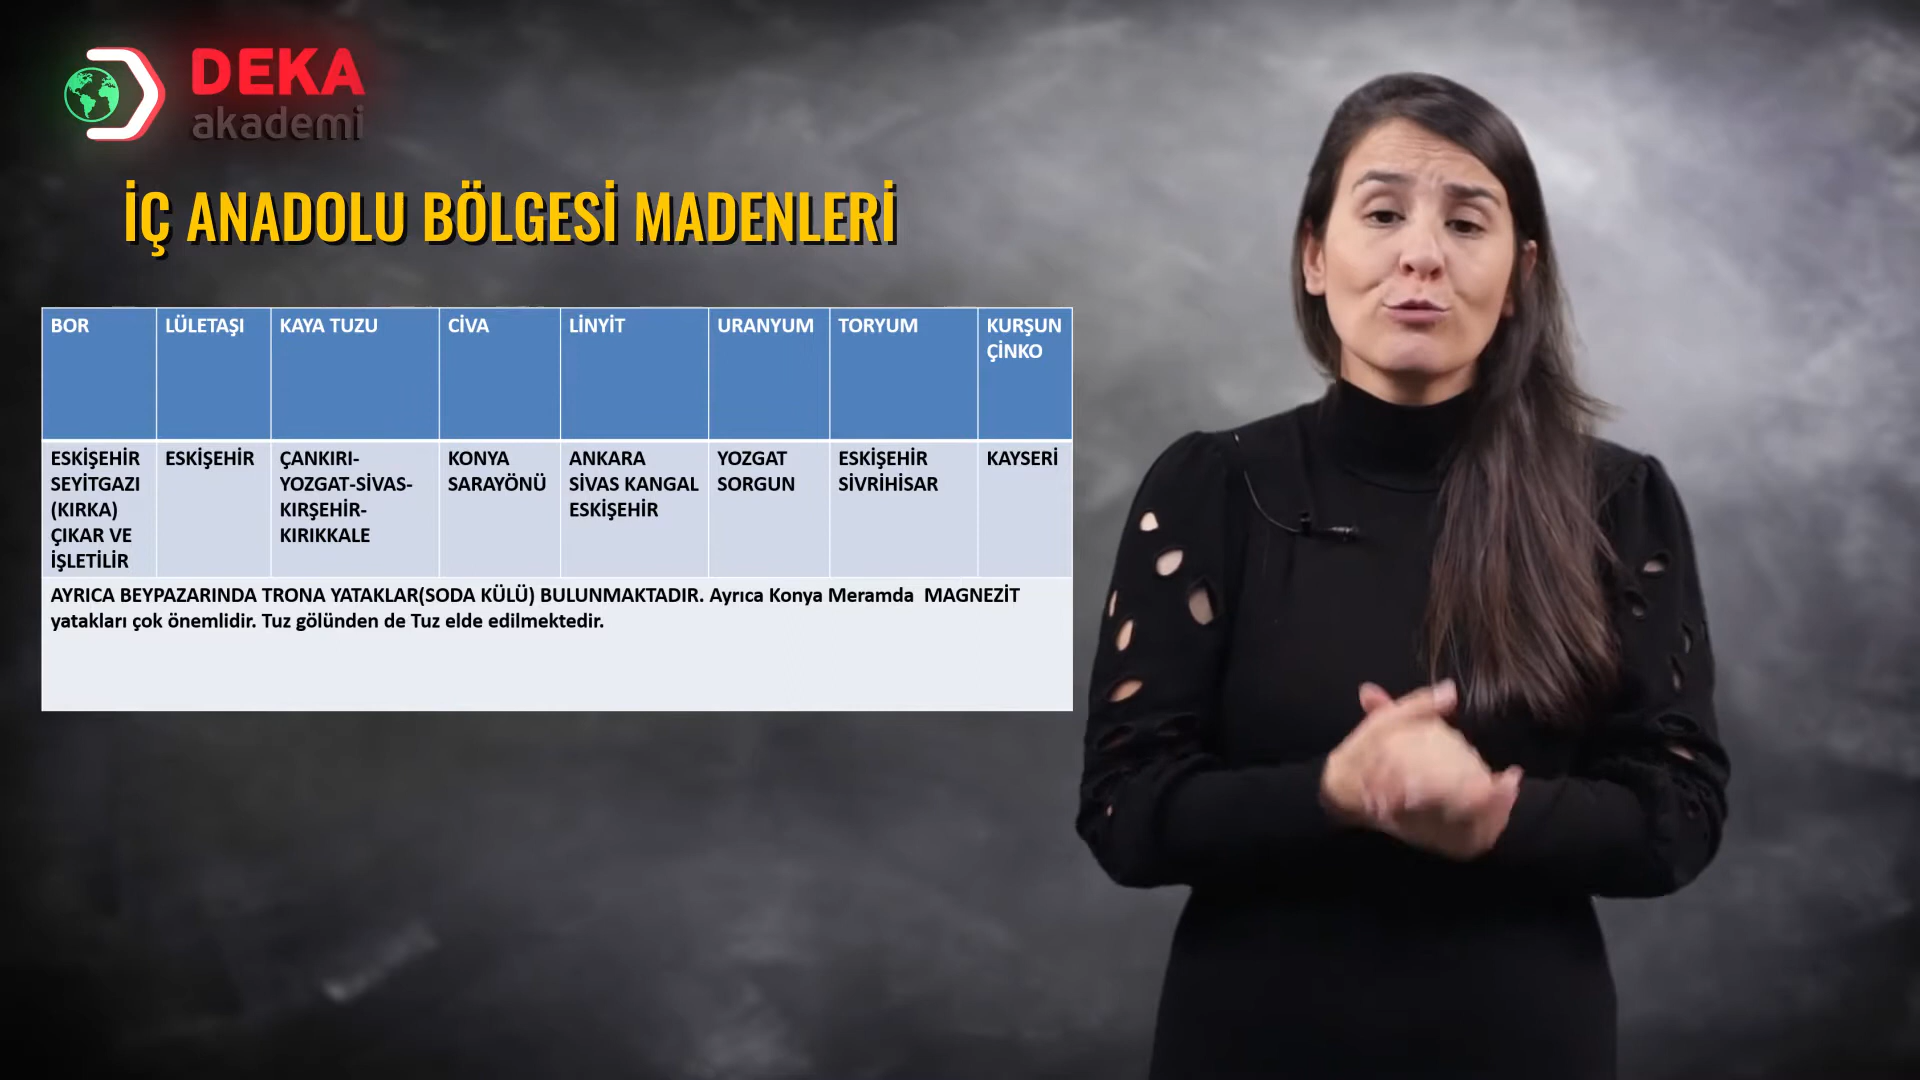 DEKA
akademi
İÇ ANADOLU BÖLGESİ MADENLERİ
BOR
LÜLETAŞI
KAYA TUZU
CİVA
LİNYİT
URANYUM
TORYUM
KURŞUN
ÇİNKO
ESKİŞEHİR
SEYİTGAZI
(KIRKA)
ÇIKAR VE
İŞLETİLİR
ESKİŞEHİR
ÇANKIRI-
YOZGAT-SİVAS-
KIRŞEHİR-
KIRIKKALE
KONYA
SARAYÖNÜ
ANKARA
SİVAS KANGAL
ESKİŞEHİR
YOZGAT
SORGUN
ESKİŞEHİR
SİVRİHİSAR
KAYSERİ
AYRICA BEYPAZARINDA TRONA YATAKLAR(SODA KÜLÜ) BULUNMAKTADIR. Ayrıca Konya Meramda MAGNEZİT
yatakları çok önemlidir. Tuz gölünden de Tuz elde edilmektedir.